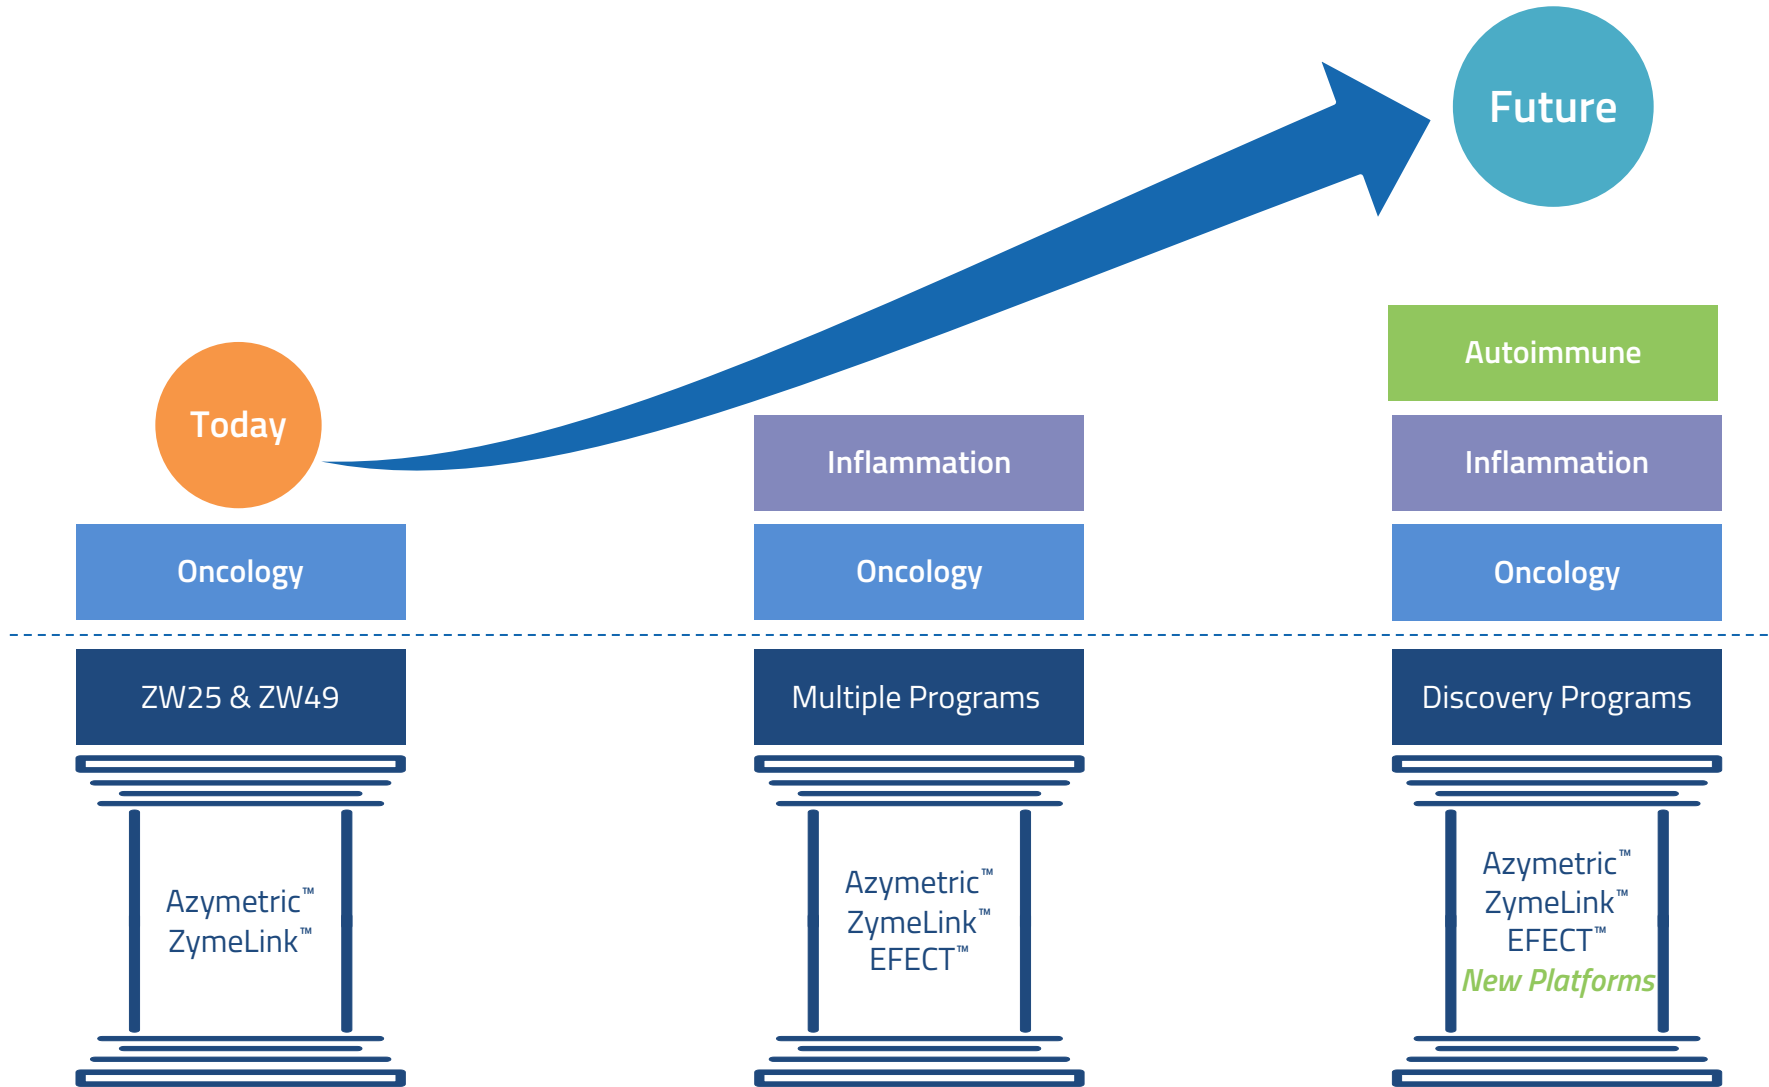 Future
Today
Autoimmune
Inflammation
Inflammation
Oncology
Oncology
Oncology
ZW25 & ZW49
Multiple Programs
Discovery Programs
Azymetric™
ZymeLink™
Azymetric™
ZymeLink™
EFECT™
Azymetric™
ZymeLink™
EFECT™
New Platforms